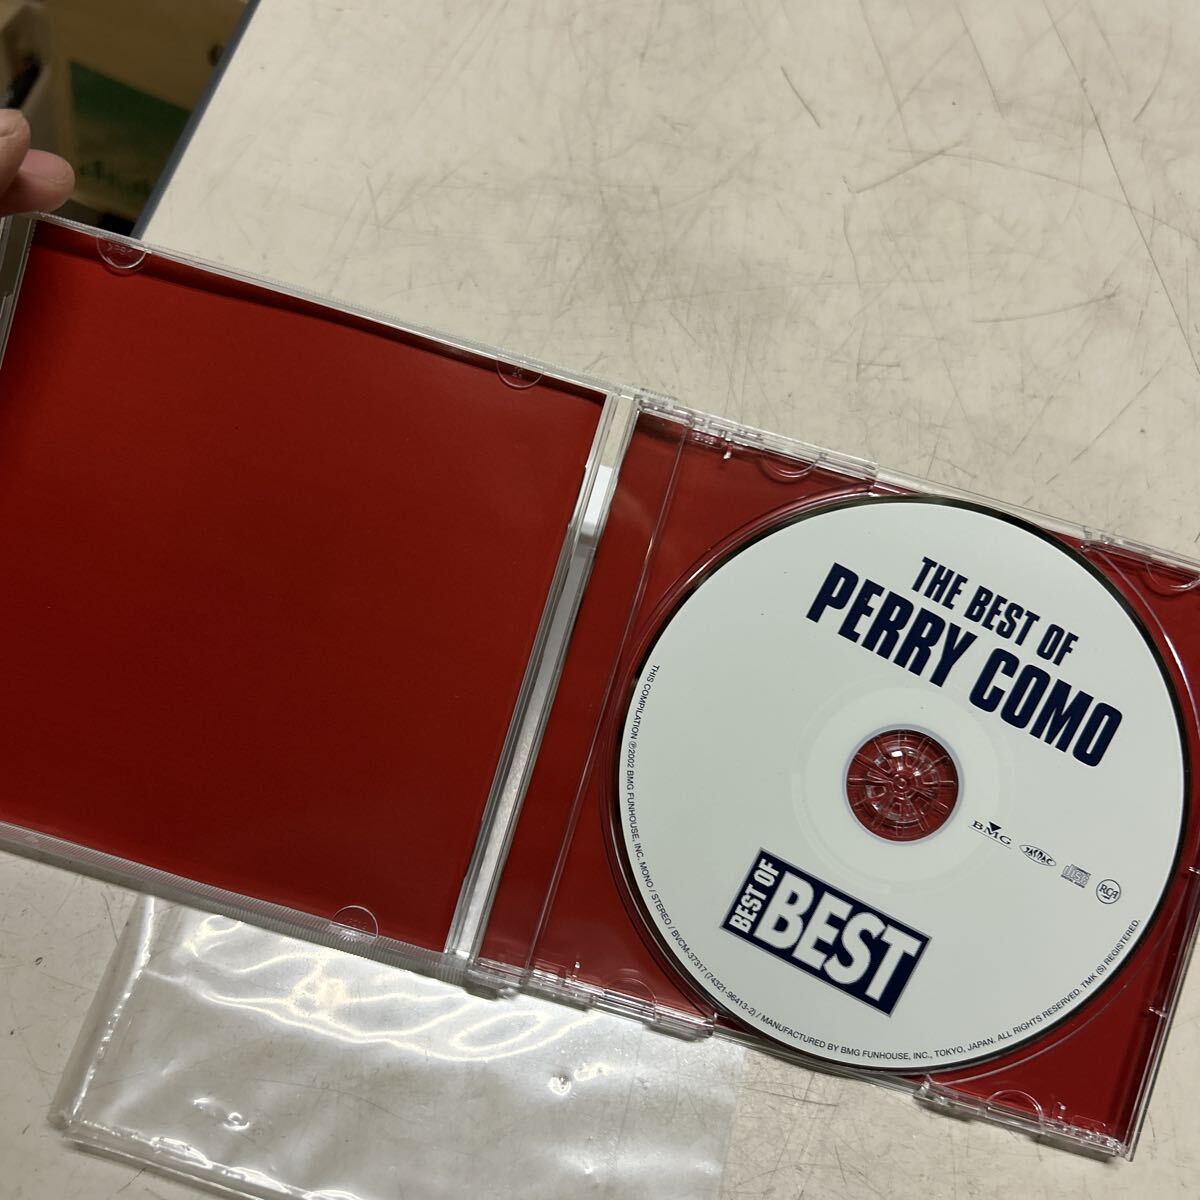 THE BEST OF
PERRY COMO
BMG
JASRAC
RCA
BEST OF
BEST
THIS COMPILATION ℗2002 BMG FUNHOUSE, INC. MONO / STEREO / BVCM-37317 (74321-96413-2) / MANUFACTURED BY BMG FUNHOUSE, INC., TOKYO, JAPAN. ALL RIGHTS RESERVED. TMK (S) REGISTERED.